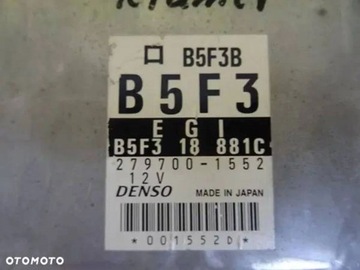 B5F3B
B5F3
EGI
B5F3 18 881C
279700-1552
12V
DENSO MADE IN JAPAN
*001552D*
OTOMOTO